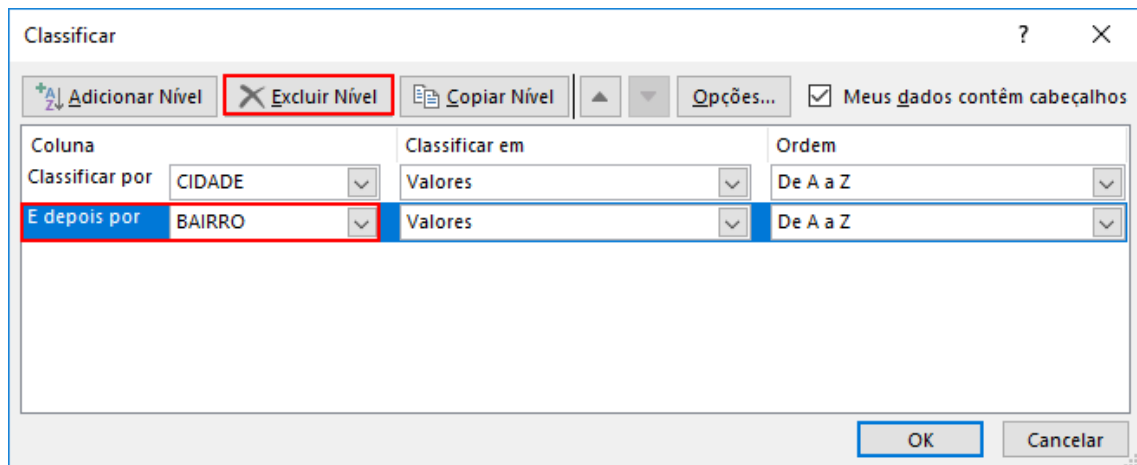 Classificar ?
Adicionar Nível Excluir Nível Copiar Nível Opções... Meus dados contêm cabeçalhos
Coluna Classificar em Ordem
Classificar por CIDADE Valores De A a Z
E depois por BAIRRO Valores De A a Z
OK Cancelar